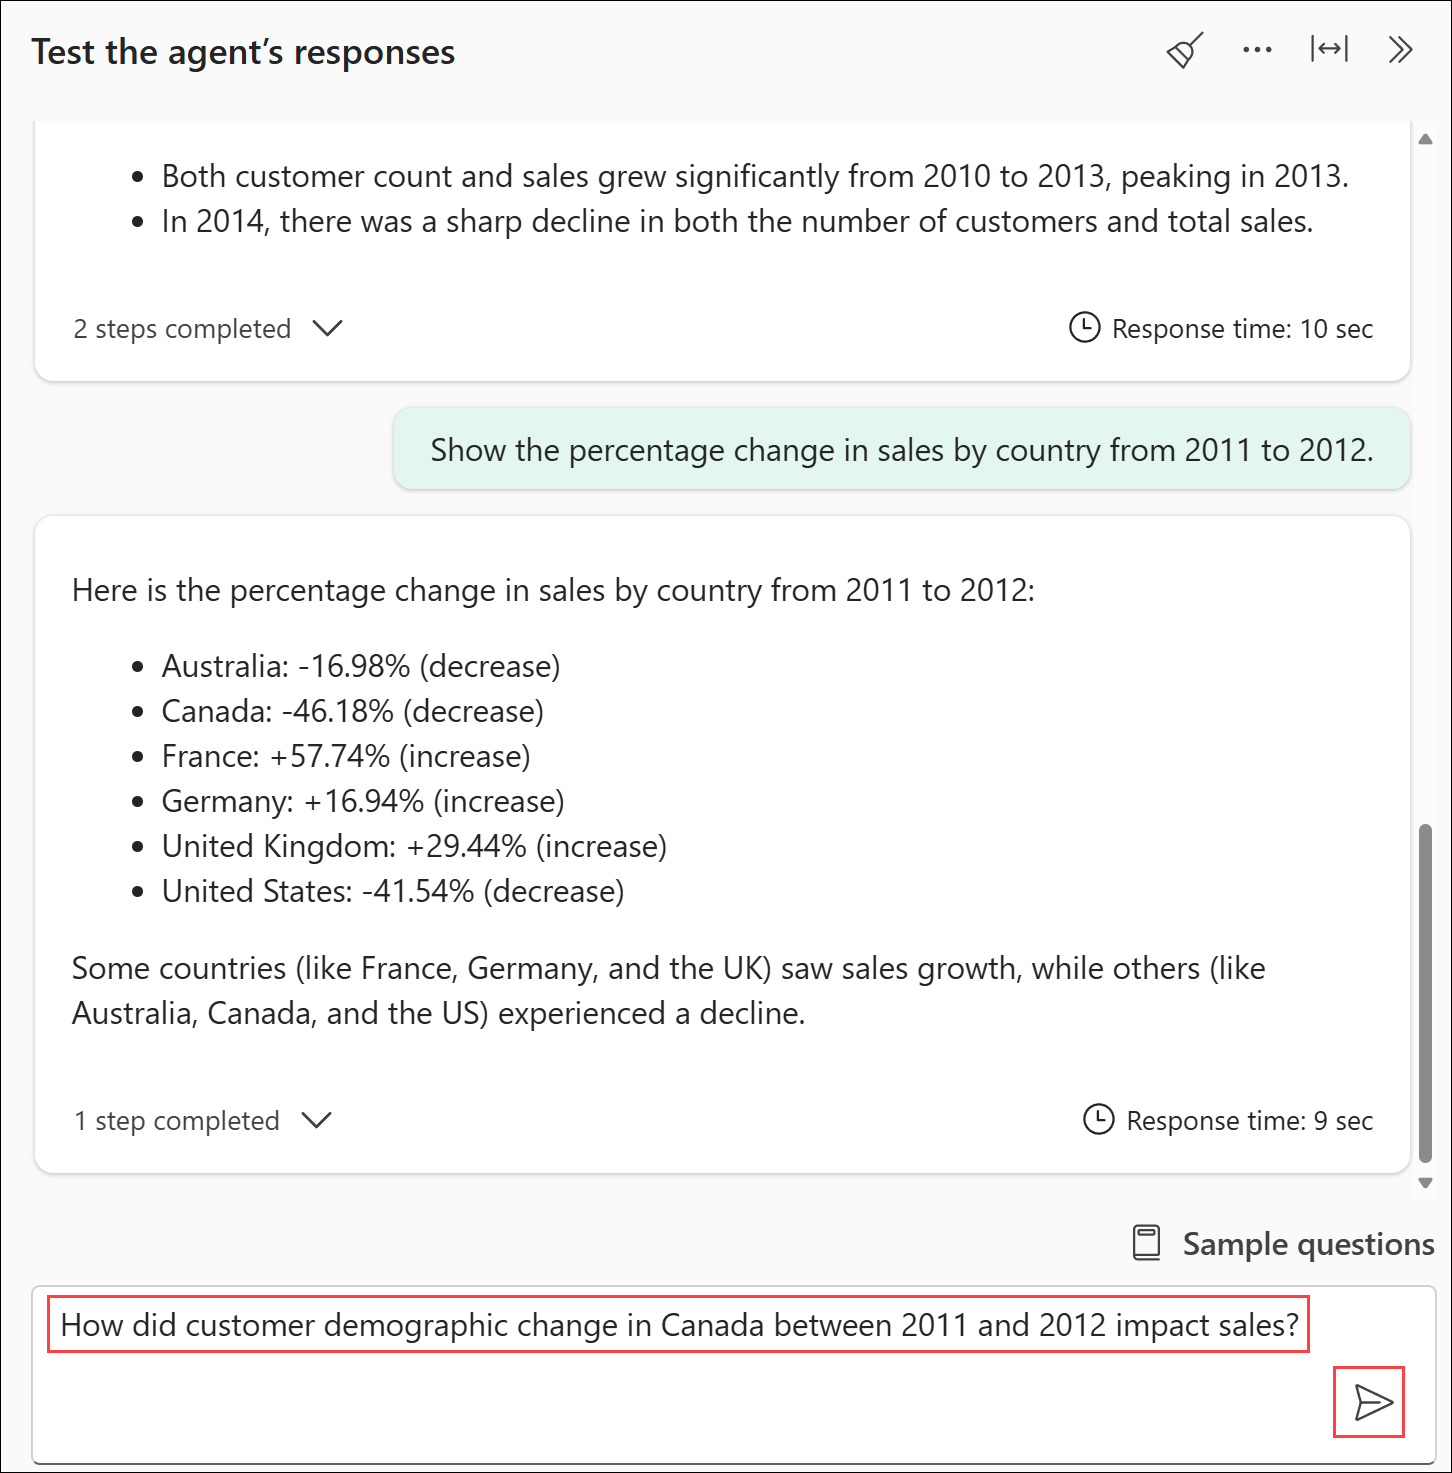 Test the agent’s responses
• Both customer count and sales grew significantly from 2010 to 2013, peaking in 2013.
• In 2014, there was a sharp decline in both the number of customers and total sales.
2 steps completed
Response time: 10 sec
Show the percentage change in sales by country from 2011 to 2012.
Here is the percentage change in sales by country from 2011 to 2012:
• Australia: -16.98% (decrease)
• Canada: -46.18% (decrease)
• France: +57.74% (increase)
• Germany: +16.94% (increase)
• United Kingdom: +29.44% (increase)
• United States: -41.54% (decrease)
Some countries (like France, Germany, and the UK) saw sales growth, while others (like
Australia, Canada, and the US) experienced a decline.
1 step completed
Response time: 9 sec
Sample questions
How did customer demographic change in Canada between 2011 and 2012 impact sales?